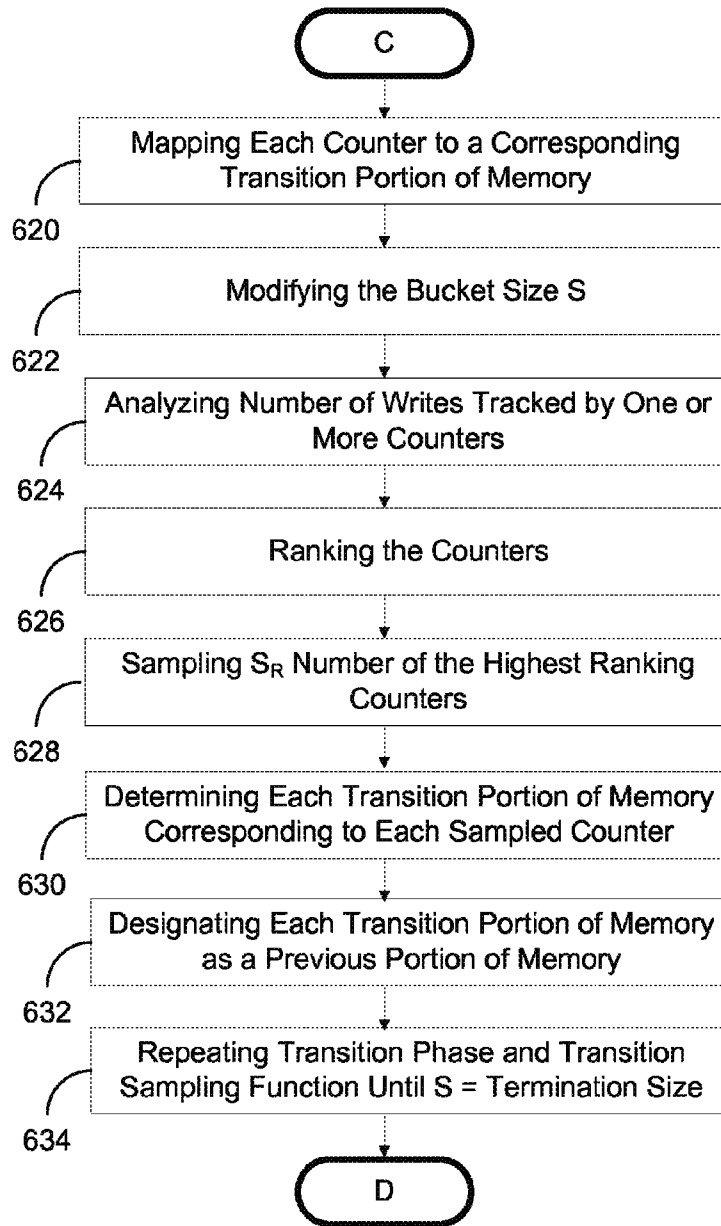 C
Mapping Each Counter to a Corresponding
Transition Portion of Memory
620
Modifying the Bucket Size S
622
Analyzing Number of Writes Tracked by One or
More Counters
624
Ranking the Counters
626
Sampling S_R Number of the Highest Ranking
Counters
628
Determining Each Transition Portion of Memory
Corresponding to Each Sampled Counter
630
Designating Each Transition Portion of Memory
as a Previous Portion of Memory
632
Repeating Transition Phase and Transition
Sampling Function Until S = Termination Size
634
D